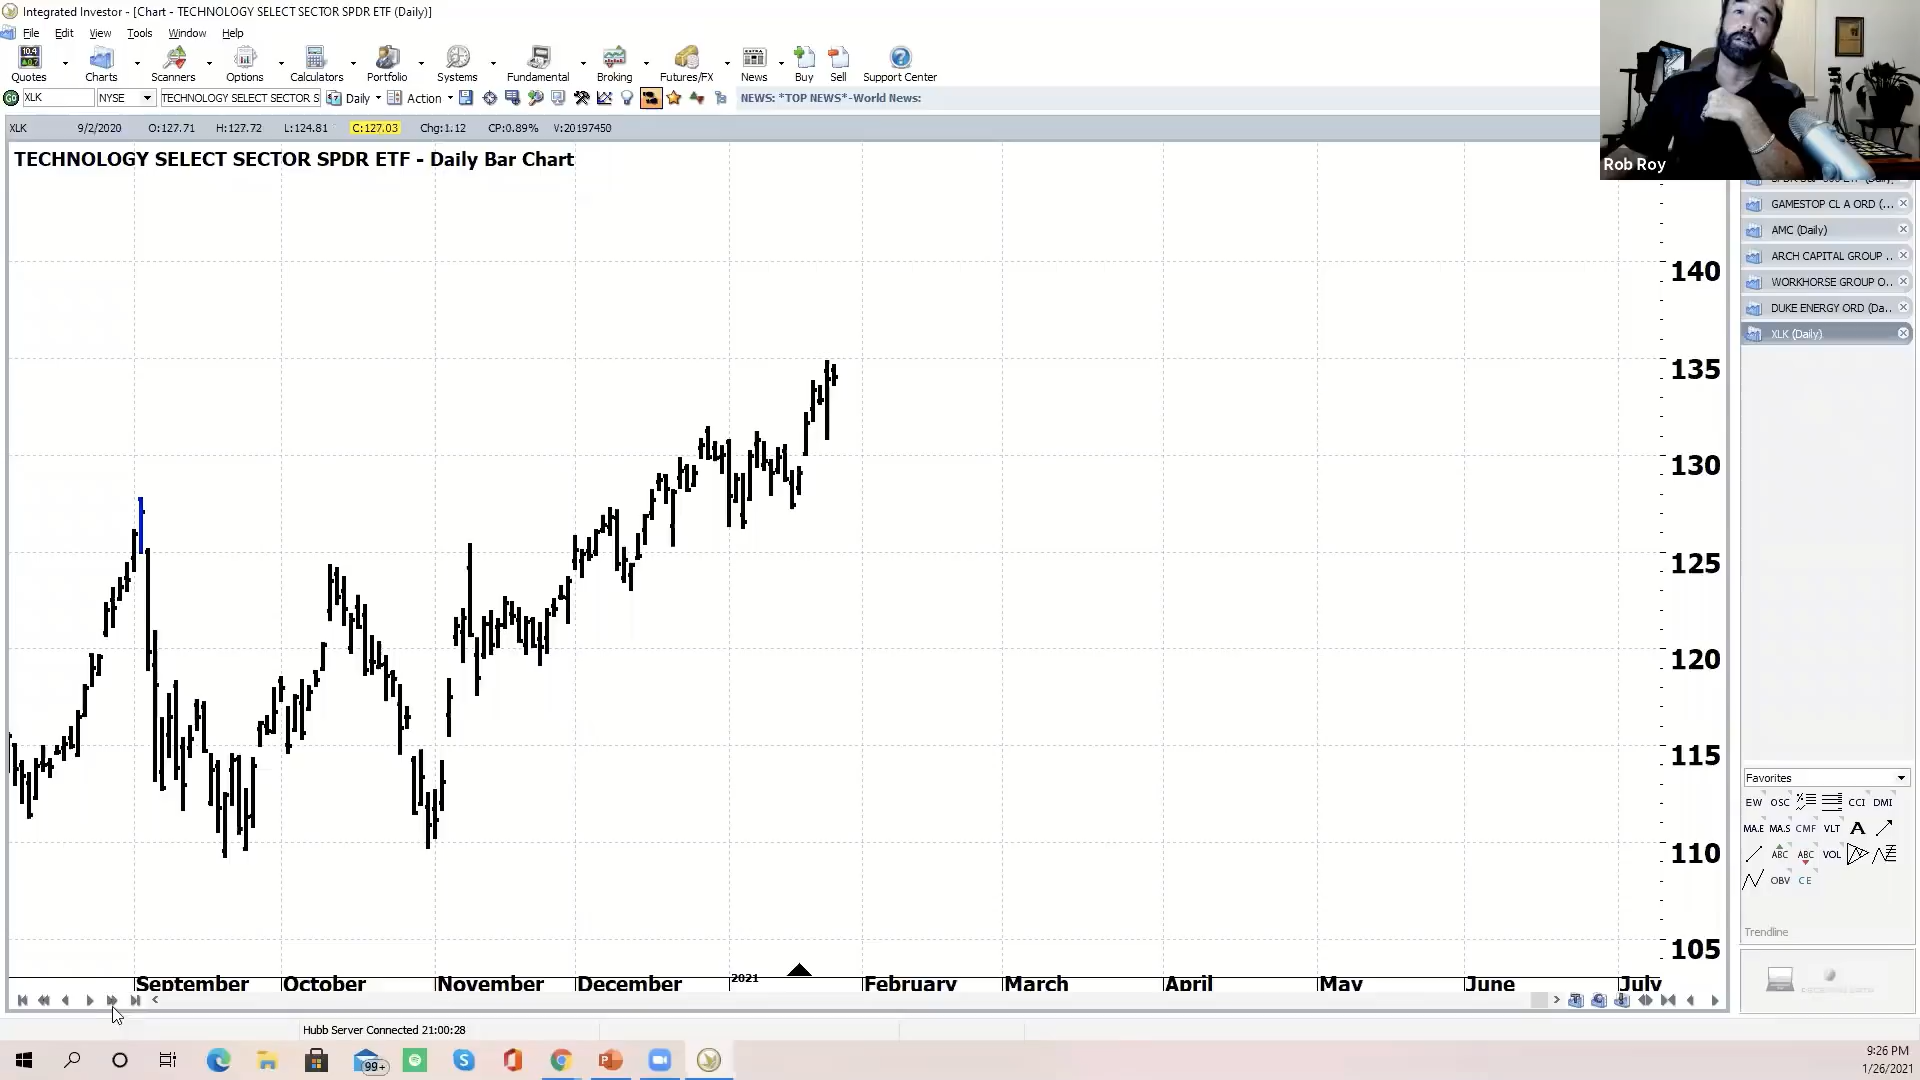 Integrated Investor - [Chart - TECHNOLOGY SELECT SECTOR SPDR ETF (Daily)]
File Edit View Tools Window Help
Quotes Charts Scanners Options Calculators Portfolio Systems Fundamental Broking Futures/FX News Buy Sell Support Center
XLK NYSE TECHNOLOGY SELECT SECTOR S Daily Action NEWS: *TOP NEWS*-World News:
XLK 9/2/2020 O:127.71 H:127.72 L:124.81 C:127.03 Chg:1.12 CP:0.89% V:20197450
TECHNOLOGY SELECT SECTOR SPDR ETF - Daily Bar Chart
Rob Roy
GAMESTOP CL A ORD (...
AMC (Daily)
ARCH CAPITAL GROUP ..
WORKHORSE GROUP O..
DUKE ENERGY ORD (Da..
XLK (Daily)
140
135
130
125
120
115
110
105
Favorites
EW OSC CCI DMI
MA.E MA.S CMF VLT A
ABC ABC VOL
OBV CE
Trendline
September October November December 2021 February March April May June July
Hubb Server Connected 21:00:28
99+
9:26 PM
1/26/2021